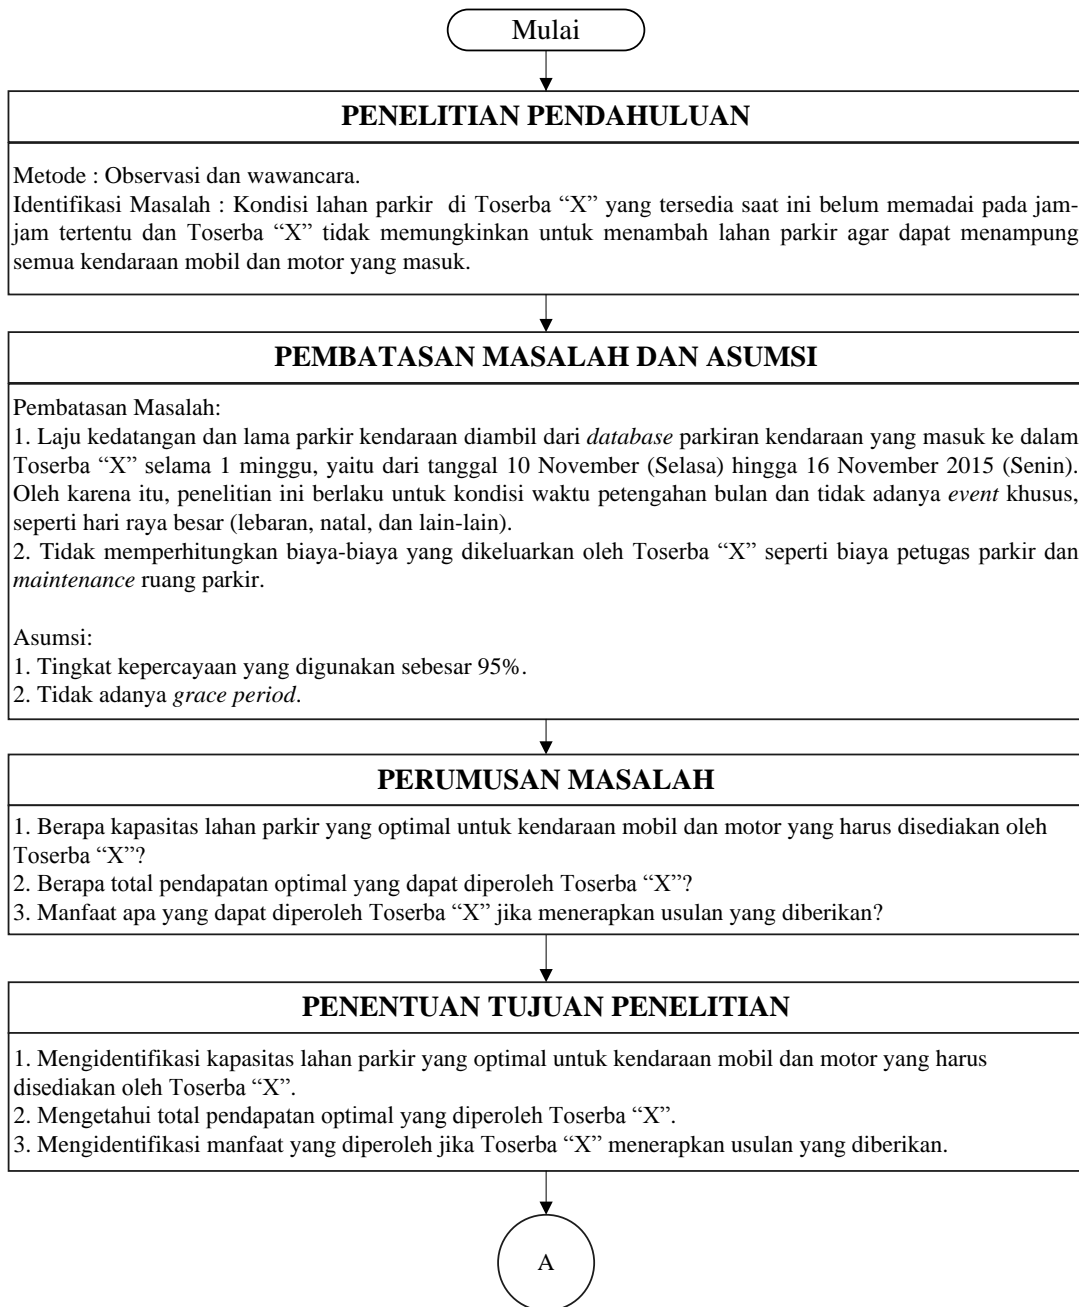 Mulai
PENELITIAN PENDAHULUAN
Metode : Observasi dan wawancara.
Identifikasi Masalah : Kondisi lahan parkir di Toserba “X” yang tersedia saat ini belum memadai pada jam-
jam tertentu dan Toserba “X” tidak memungkinkan untuk menambah lahan parkir agar dapat menampung
semua kendaraan mobil dan motor yang masuk.
PEMBATASAN MASALAH DAN ASUMSI
Pembatasan Masalah:
1. Laju kedatangan dan lama parkir kendaraan diambil dari database parkiran kendaraan yang masuk ke dalam
Toserba “X” selama 1 minggu, yaitu dari tanggal 10 November (Selasa) hingga 16 November 2015 (Senin).
Oleh karena itu, penelitian ini berlaku untuk kondisi waktu petengahan bulan dan tidak adanya event khusus,
seperti hari raya besar (lebaran, natal, dan lain-lain).
2. Tidak memperhitungkan biaya-biaya yang dikeluarkan oleh Toserba “X” seperti biaya petugas parkir dan
maintenance ruang parkir.
Asumsi:
1. Tingkat kepercayaan yang digunakan sebesar 95%.
2. Tidak adanya grace period.
PERUMUSAN MASALAH
1. Berapa kapasitas lahan parkir yang optimal untuk kendaraan mobil dan motor yang harus disediakan oleh
Toserba “X”?
2. Berapa total pendapatan optimal yang dapat diperoleh Toserba “X”?
3. Manfaat apa yang dapat diperoleh Toserba “X” jika menerapkan usulan yang diberikan?
PENENTUAN TUJUAN PENELITIAN
1. Mengidentifikasi kapasitas lahan parkir yang optimal untuk kendaraan mobil dan motor yang harus
disediakan oleh Toserba “X”.
2. Mengetahui total pendapatan optimal yang diperoleh Toserba “X”.
3. Mengidentifikasi manfaat yang diperoleh jika Toserba “X” menerapkan usulan yang diberikan.
A